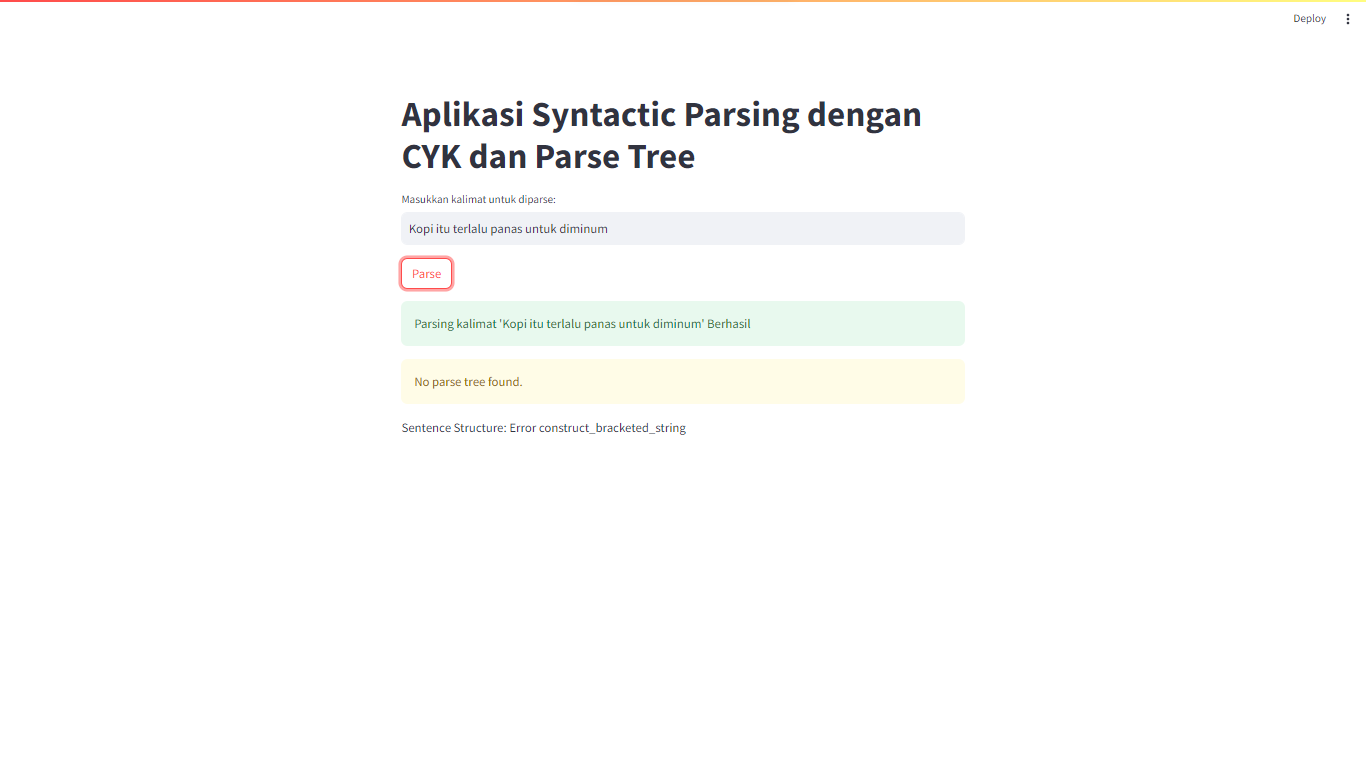 Deploy
Aplikasi Syntactic Parsing dengan
CYK dan Parse Tree
Masukkan kalimat untuk diparse:
Kopi itu terlalu panas untuk diminum
Parse
Parsing kalimat 'Kopi itu terlalu panas untuk diminum' Berhasil
No parse tree found.
Sentence Structure: Error construct_bracketed_string